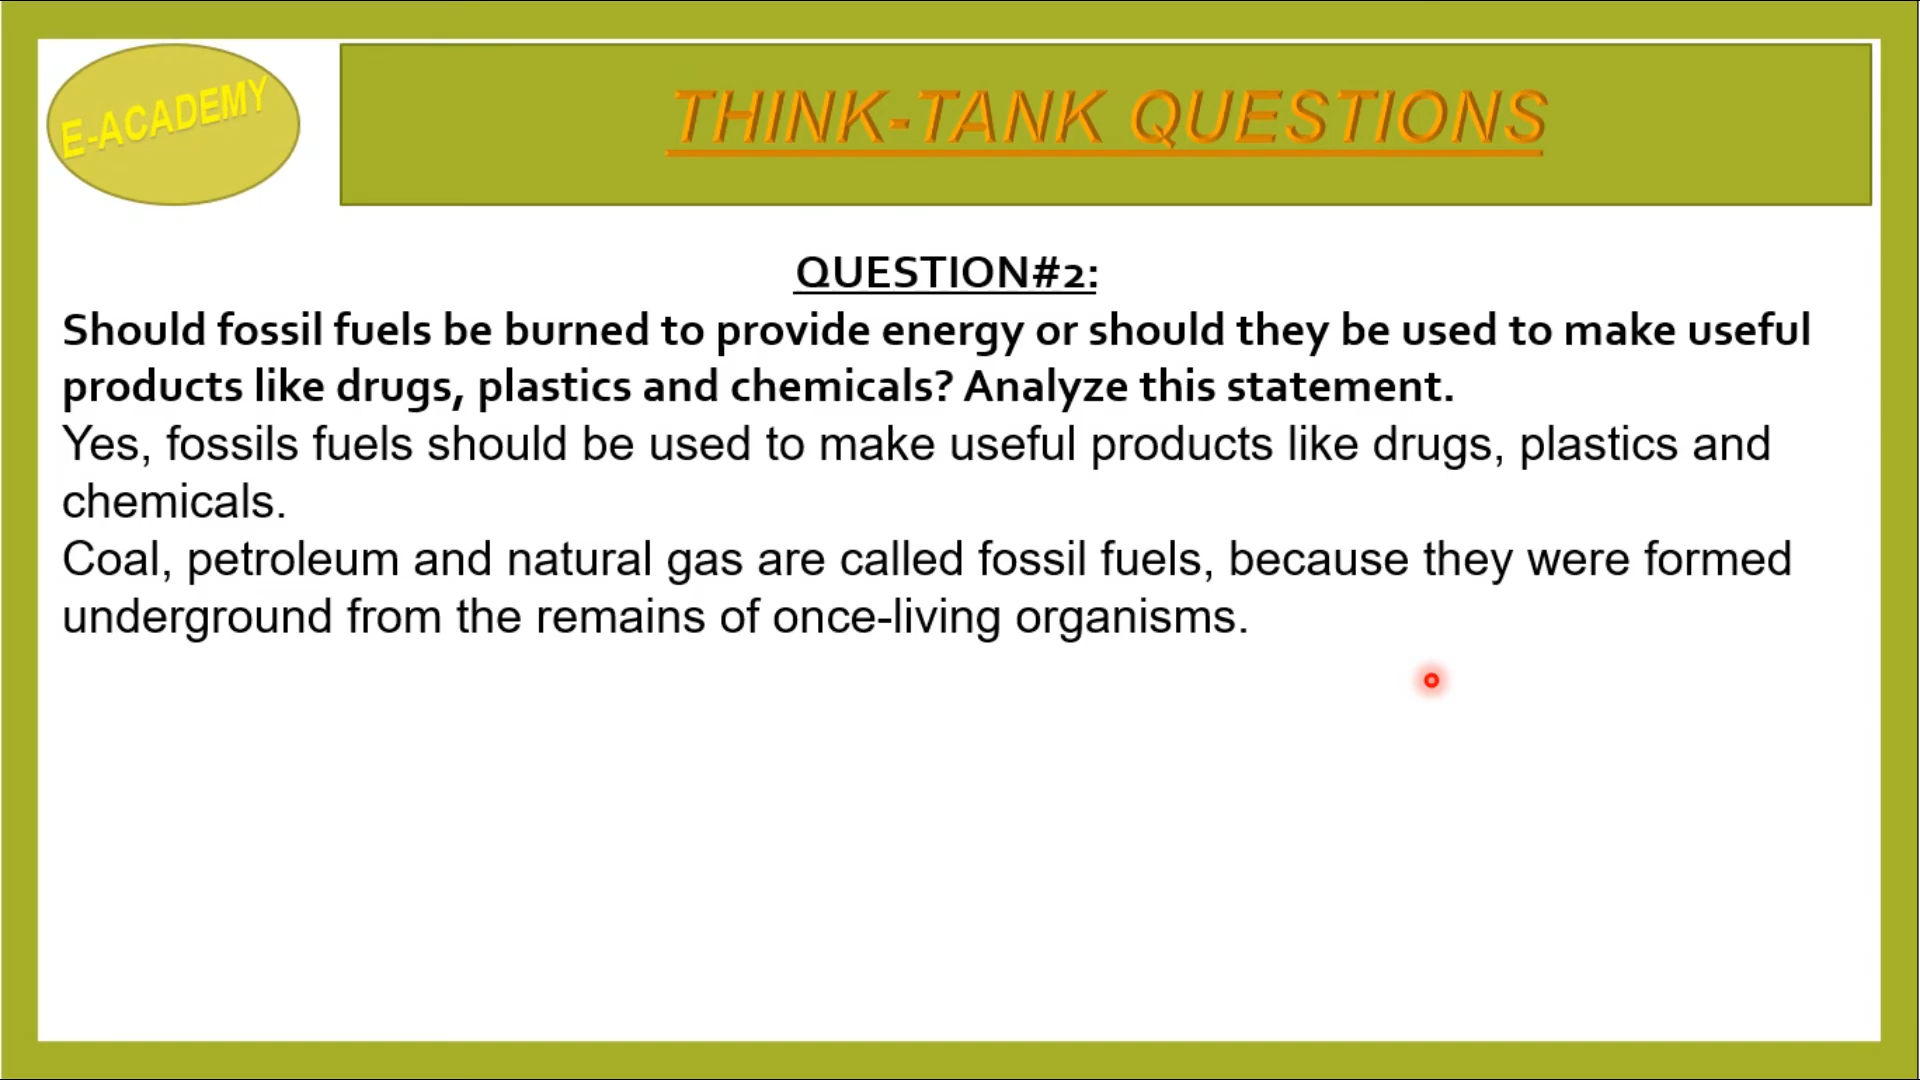 E-ACADEMY
THINK-TANK QUESTIONS
QUESTION#2:
Should fossil fuels be burned to provide energy or should they be used to make useful
products like drugs, plastics and chemicals? Analyze this statement.
Yes, fossils fuels should be used to make useful products like drugs, plastics and
chemicals.
Coal, petroleum and natural gas are called fossil fuels, because they were formed
underground from the remains of once-living organisms.